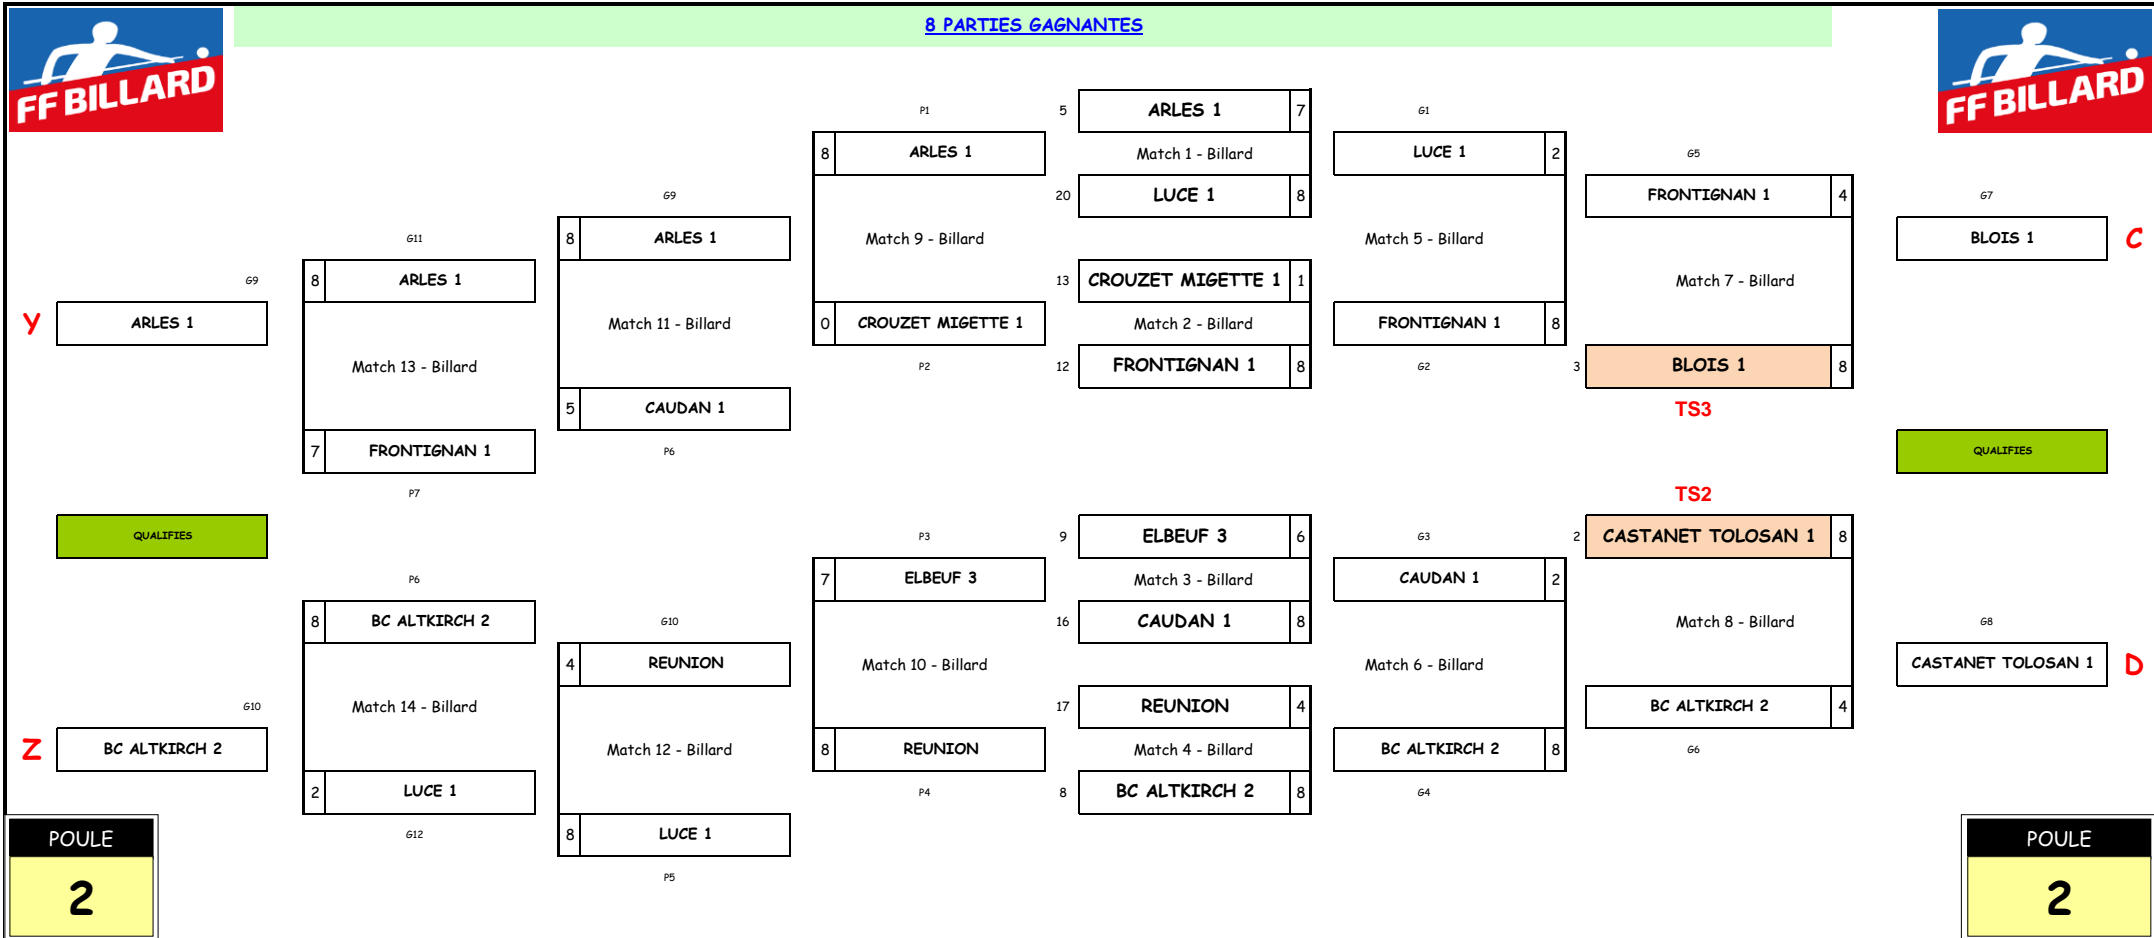 8 PARTIES GAGNANTES
FF BILLARD
FF BILLARD
P1
5
ARLES 1
7
G1
8
ARLES 1
Match 1 - Billard
LUCE 1
2
G5
G9
20
LUCE 1
8
FRONTIGNAN 1
4
G7
G11
8
ARLES 1
Match 9 - Billard
Match 5 - Billard
BLOIS 1
C
G9
8
ARLES 1
13
CROUZET MIGETTE 1
1
Match 7 - Billard
Y
ARLES 1
Match 11 - Billard
0
CROUZET MIGETTE 1
Match 2 - Billard
FRONTIGNAN 1
8
Match 13 - Billard
P2
12
FRONTIGNAN 1
8
G2
3
BLOIS 1
8
5
CAUDAN 1
TS3
7
FRONTIGNAN 1
P6
QUALIFIES
P7
TS2
QUALIFIES
P3
9
ELBEUF 3
6
G3
2
CASTANET TOLOSAN 1
8
P6
7
ELBEUF 3
Match 3 - Billard
CAUDAN 1
2
8
BC ALTKIRCH 2
G10
16
CAUDAN 1
8
Match 8 - Billard
G8
4
REUNION
Match 10 - Billard
Match 6 - Billard
CASTANET TOLOSAN 1
D
G10
Match 14 - Billard
17
REUNION
4
BC ALTKIRCH 2
4
Z
BC ALTKIRCH 2
Match 12 - Billard
8
REUNION
Match 4 - Billard
BC ALTKIRCH 2
8
G6
2
LUCE 1
P4
8
BC ALTKIRCH 2
8
G4
G12
8
LUCE 1
P5
POULE
2
POULE
2